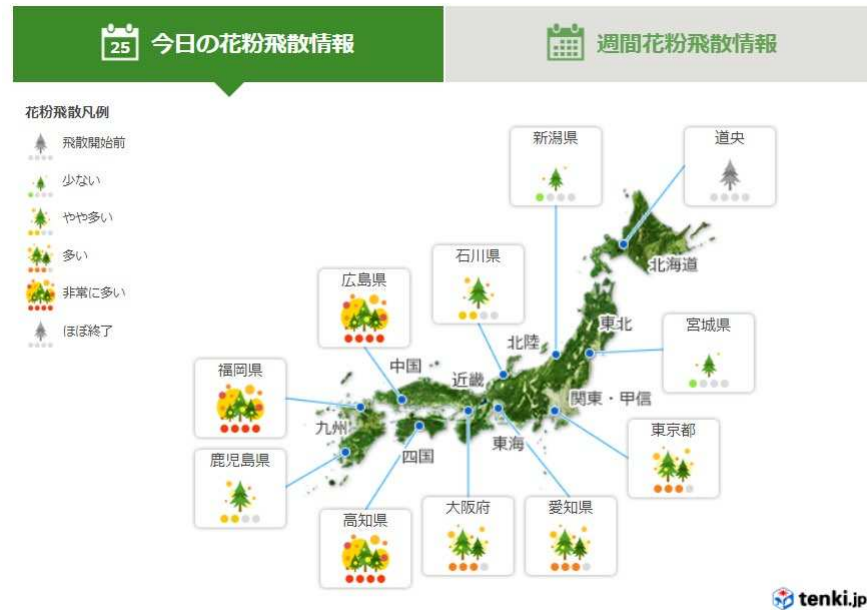 25 今日の花粉飛散情報
週間花粉飛散情報
花粉飛散凡例
飛散開始前
少ない
やや多い
多い
非常に多い
ほぼ終了
新潟県
道央
石川県
広島県
北海道
北陸
東北
宮城県
福岡県
中国
近畿
関東・甲信
九州
東海
四国
東京都
鹿児島県
高知県
大阪府
愛知県
tenki.jp